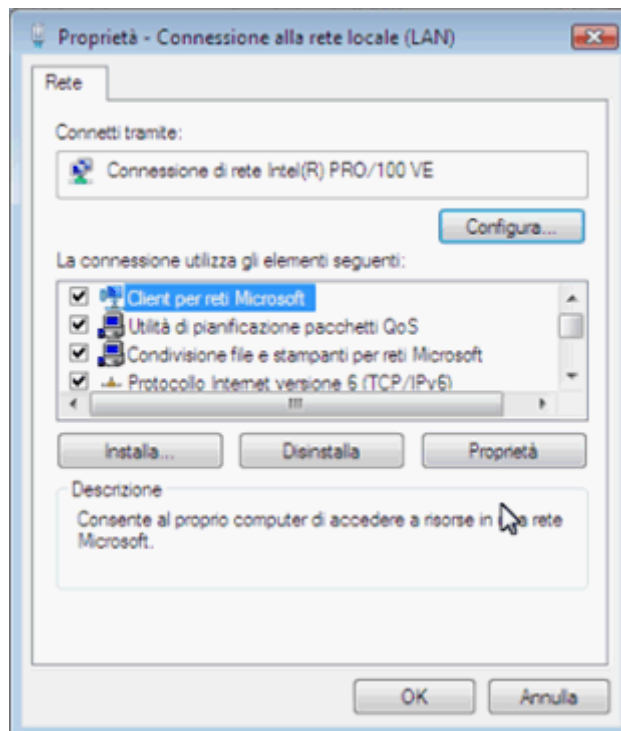 Proprietà - Connessione alla rete locale (LAN)
Rete
Connetti tramite:
Connessione di rete Intel(R) PRO/100 VE
Configura...
La connessione utilizza gli elementi seguenti:
Client per reti Microsoft
Utilità di pianificazione pacchetti QoS
Condivisione file e stampanti per reti Microsoft
Protocollo Internet versione 6 (TCP/IPv6)
Installa... Disinstalla Proprietà
Descrizione
Consente al proprio computer di accedere a risorse in rete
Microsoft.
OK Annulla